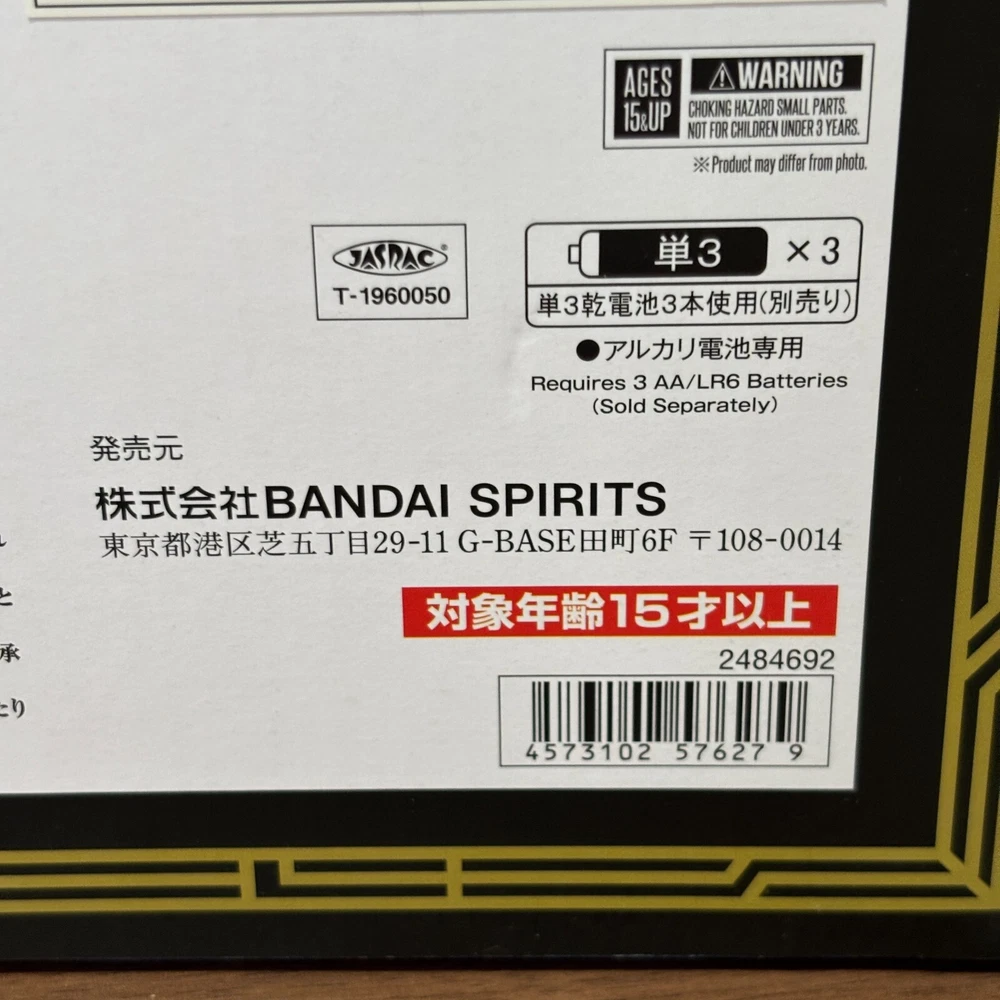 AGES
15&UP
⚠WARNING
CHOKING HAZARD SMALL PARTS.
NOT FOR CHILDREN UNDER 3 YEARS.
※Product may differ from photo.
JASRAC®
T-1960050
単3 ×3
単3乾電池3本使用(別売り)
●アルカリ電池専用
Requires 3 AA/LR6 Batteries
(Sold Separately)
発売元
株式会社BANDAI SPIRITS
東京都港区芝五丁目29-11 G-BASE田町6F 〒108-0014
と
承
たり
対象年齢15才以上
2484692
4573102 57627 9